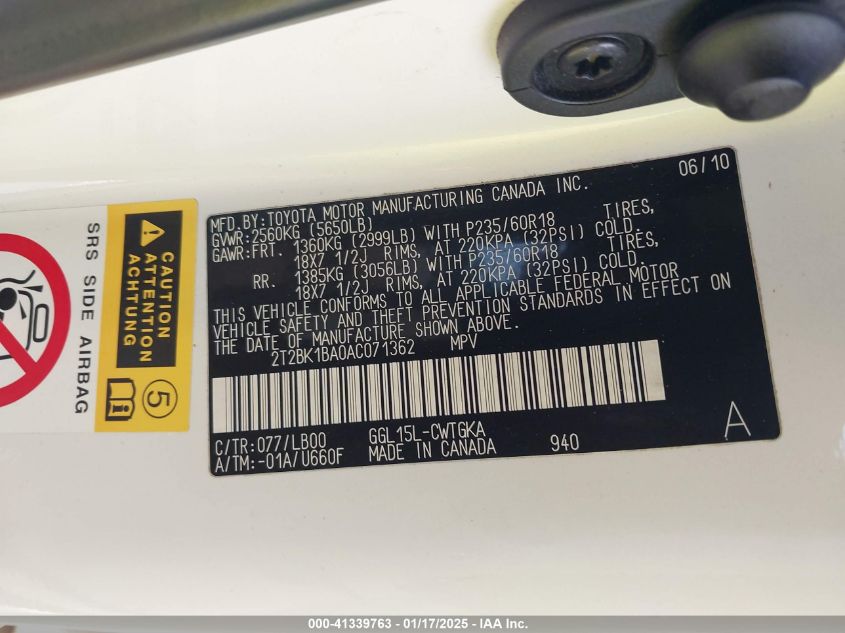 06/10
MFD.BY:TOYOTA MOTOR MANUFACTURING CANADA INC.
GVWR:2560KG (5650LB)
GAWR:FRT. 1360KG (2999LB) WITH P235/60R18 TIRES,
18X7 1/2J RIMS, AT 220KPA (32PSI) COLD.
RR. 1385KG (3056LB) WITH P235/60R18 TIRES,
18X7 1/2J RIMS, AT 220KPA (32PSI) COLD.
THIS VEHICLE CONFORMS TO ALL APPLICABLE FEDERAL MOTOR
VEHICLE SAFETY AND THEFT PREVENTION STANDARDS IN EFFECT ON
THE DATE OF MANUFACTURE SHOWN ABOVE.
2T2BK1BA0AC071362 MPV
C/TR:077/LB00 GGL15L-CWTGKA
A/TM:-01A/U660F MADE IN CANADA 940
A
CAUTION
ATTENTION
ACHTUNG
5
SRS SIDE AIRBAG
000-41339763 - 01/17/2025 - IAA Inc.